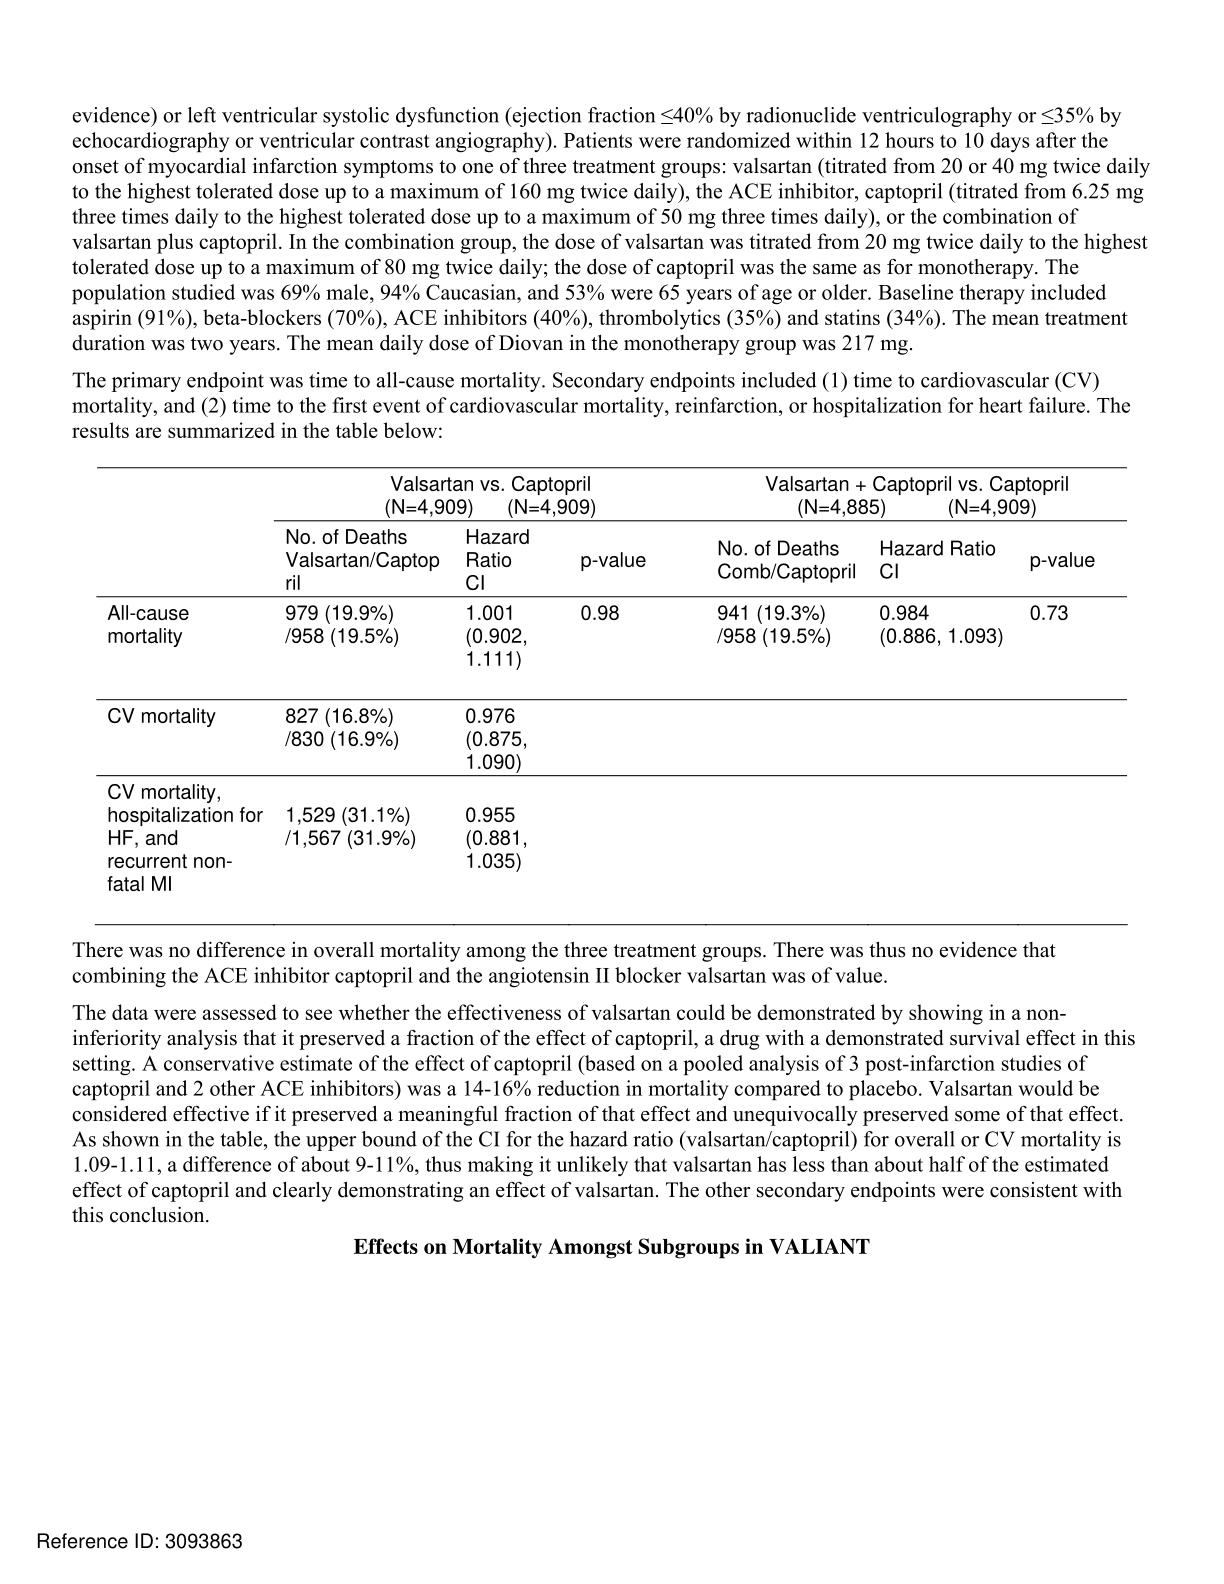 evidence) or left ventricular systolic dysfunction (ejection fraction ≤40% by radionuclide ventriculography or ≤35% by
echocardiography or ventricular contrast angiography). Patients were randomized within 12 hours to 10 days after the
onset of myocardial infarction symptoms to one of three treatment groups: valsartan (titrated from 20 or 40 mg twice daily
to the highest tolerated dose up to a maximum of 160 mg twice daily), the ACE inhibitor, captopril (titrated from 6.25 mg
three times daily to the highest tolerated dose up to a maximum of 50 mg three times daily), or the combination of
valsartan plus captopril. In the combination group, the dose of valsartan was titrated from 20 mg twice daily to the highest
tolerated dose up to a maximum of 80 mg twice daily; the dose of captopril was the same as for monotherapy. The
population studied was 69% male, 94% Caucasian, and 53% were 65 years of age or older. Baseline therapy included
aspirin (91%), beta-blockers (70%), ACE inhibitors (40%), thrombolytics (35%) and statins (34%). The mean treatment
duration was two years. The mean daily dose of Diovan in the monotherapy group was 217 mg.
The primary endpoint was time to all-cause mortality. Secondary endpoints included (1) time to cardiovascular (CV)
mortality, and (2) time to the first event of cardiovascular mortality, reinfarction, or hospitalization for heart failure. The
results are summarized in the table below:
Valsartan vs. Captopril Valsartan + Captopril vs. Captopril
(N=4,909) (N=4,909) (N=4,885) (N=4,909)
No. of Deaths
Valsartan/Captop
ril
Hazard
Ratio
CI
p-value
No. of Deaths
Comb/Captopril
Hazard Ratio
CI
p-value
All-cause
mortality
979 (19.9%)
/958 (19.5%)
1.001
(0.902,
1.111)
0.98
941 (19.3%)
/958 (19.5%)
0.984
(0.886, 1.093)
0.73
CV mortality
827 (16.8%)
/830 (16.9%)
0.976
(0.875,
1.090)
CV mortality,
hospitalization for
HF, and
recurrent non-
fatal MI
1,529 (31.1%)
/1,567 (31.9%)
0.955
(0.881,
1.035)
There was no difference in overall mortality among the three treatment groups. There was thus no evidence that
combining the ACE inhibitor captopril and the angiotensin II blocker valsartan was of value.
The data were assessed to see whether the effectiveness of valsartan could be demonstrated by showing in a non-
inferiority analysis that it preserved a fraction of the effect of captopril, a drug with a demonstrated survival effect in this
setting. A conservative estimate of the effect of captopril (based on a pooled analysis of 3 post-infarction studies of
captopril and 2 other ACE inhibitors) was a 14-16% reduction in mortality compared to placebo. Valsartan would be
considered effective if it preserved a meaningful fraction of that effect and unequivocally preserved some of that effect.
As shown in the table, the upper bound of the CI for the hazard ratio (valsartan/captopril) for overall or CV mortality is
1.09-1.11, a difference of about 9-11%, thus making it unlikely that valsartan has less than about half of the estimated
effect of captopril and clearly demonstrating an effect of valsartan. The other secondary endpoints were consistent with
this conclusion.
Effects on Mortality Amongst Subgroups in VALIANT
Reference ID: 3093863